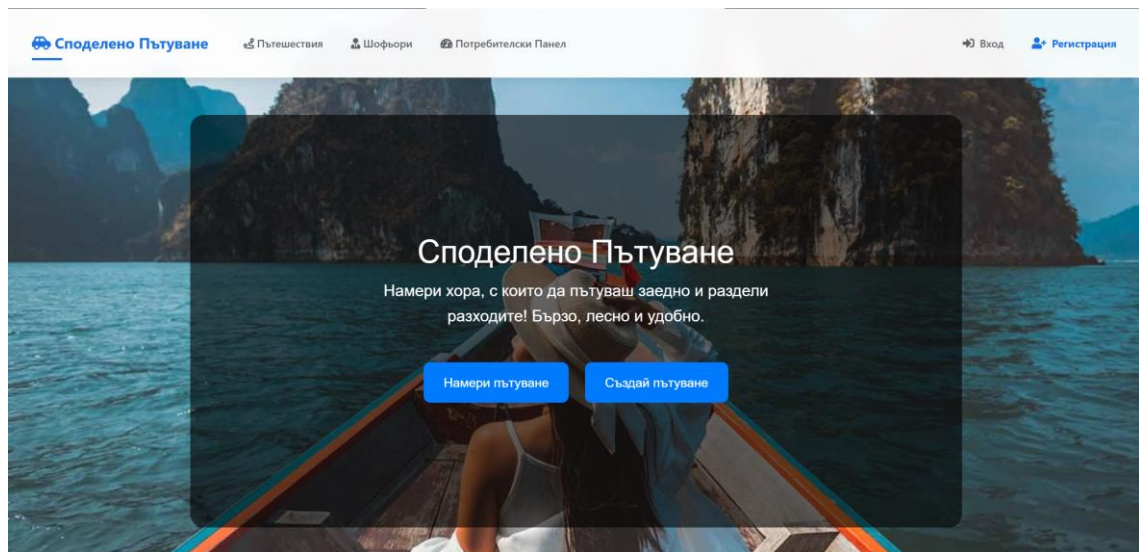 Споделено Пътуване
Пътешествия
Шофьори
Потребителски Панел
Вход
Регистрация
Споделено Пътуване
Намери хора, с които да пътуваш заедно и раздели
разходите! Бързо, лесно и удобно.
Намери пътуване
Създай пътуване